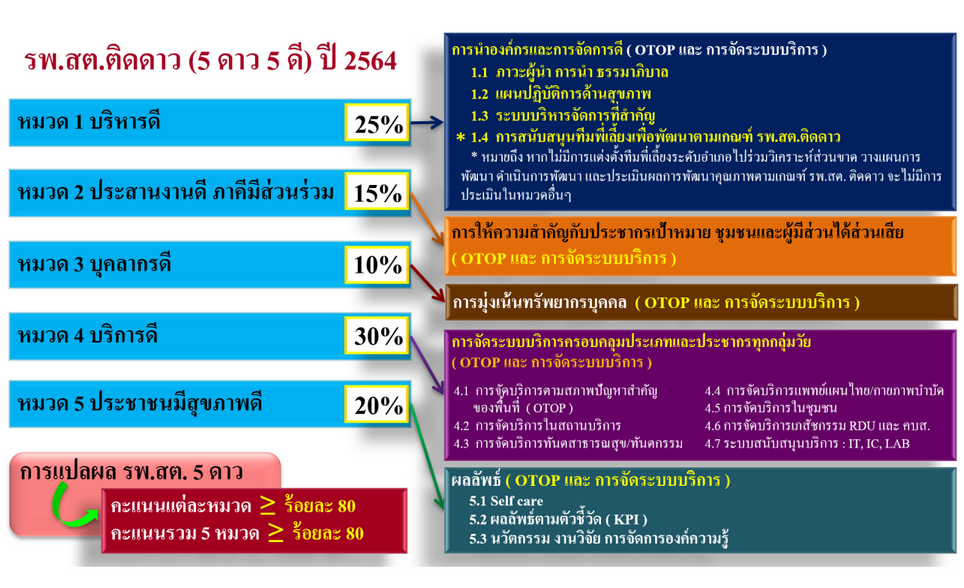 รพ.สต.ติดดาว (5 ดาว 5 ดี) ปี 2564
หมวด 1 บริหารดี 25%
หมวด 2 ประสานงานดี ภาคีมีส่วนร่วม 15%
หมวด 3 บุคลากรดี 10%
หมวด 4 บริการดี 30%
หมวด 5 ประชาชนมีสุขภาพดี 20%
การแปลผล รพ.สต. 5 ดาว
คะแนนแต่ละหมวด ≥ ร้อยละ 80
คะแนนรวม 5 หมวด ≥ ร้อยละ 80
การนำองค์กรและการจัดการดี ( OTOP และ การจัดระบบบริการ )
1.1 ภาวะผู้นำ การนำ ธรรมาภิบาล
1.2 แผนปฏิบัติการด้านสุขภาพ
1.3 ระบบบริหารจัดการที่สำคัญ
* 1.4 การสนับสนุนทีมพี่เลี้ยงเพื่อพัฒนาตามเกณฑ์ รพ.สต.ติดดาว
* หมายถึง หากไม่มีการแต่งตั้งทีมพี่เลี้ยงระดับอำเภอไปร่วมวิเคราะห์ส่วนขาด วางแผนการ
พัฒนา ดำเนินการพัฒนา และประเมินผลการพัฒนาคุณภาพตามเกณฑ์ รพ.สต. ติดดาว จะไม่มีการ
ประเมินในหมวดอื่นๆ
การให้ความสำคัญกับประชากรเป้าหมาย ชุมชนและผู้มีส่วนได้ส่วนเสีย
( OTOP และ การจัดระบบบริการ )
การมุ่งเน้นทรัพยากรบุคคล ( OTOP และ การจัดระบบบริการ )
การจัดระบบบริการครอบคลุมประเภทและประชากรทุกกลุ่มวัย
( OTOP และ การจัดระบบบริการ )
4.1 การจัดบริการตามสภาพปัญหาสำคัญ
ของพื้นที่ ( OTOP )
4.2 การจัดบริการในสถานบริการ
4.3 การจัดบริการทันตสาธารณสุข/ทันตกรรม
4.4 การจัดบริการแพทย์แผนไทย/กายภาพบำบัด
4.5 การจัดบริการในชุมชน
4.6 การจัดบริการเภสัชกรรม RDU และ คบส.
4.7 ระบบสนับสนุนบริการ : IT, IC, LAB
ผลลัพธ์ ( OTOP และ การจัดระบบบริการ )
5.1 Self care
5.2 ผลลัพธ์ตามตัวชี้วัด ( KPI )
5.3 นวัตกรรม งานวิจัย การจัดการองค์ความรู้